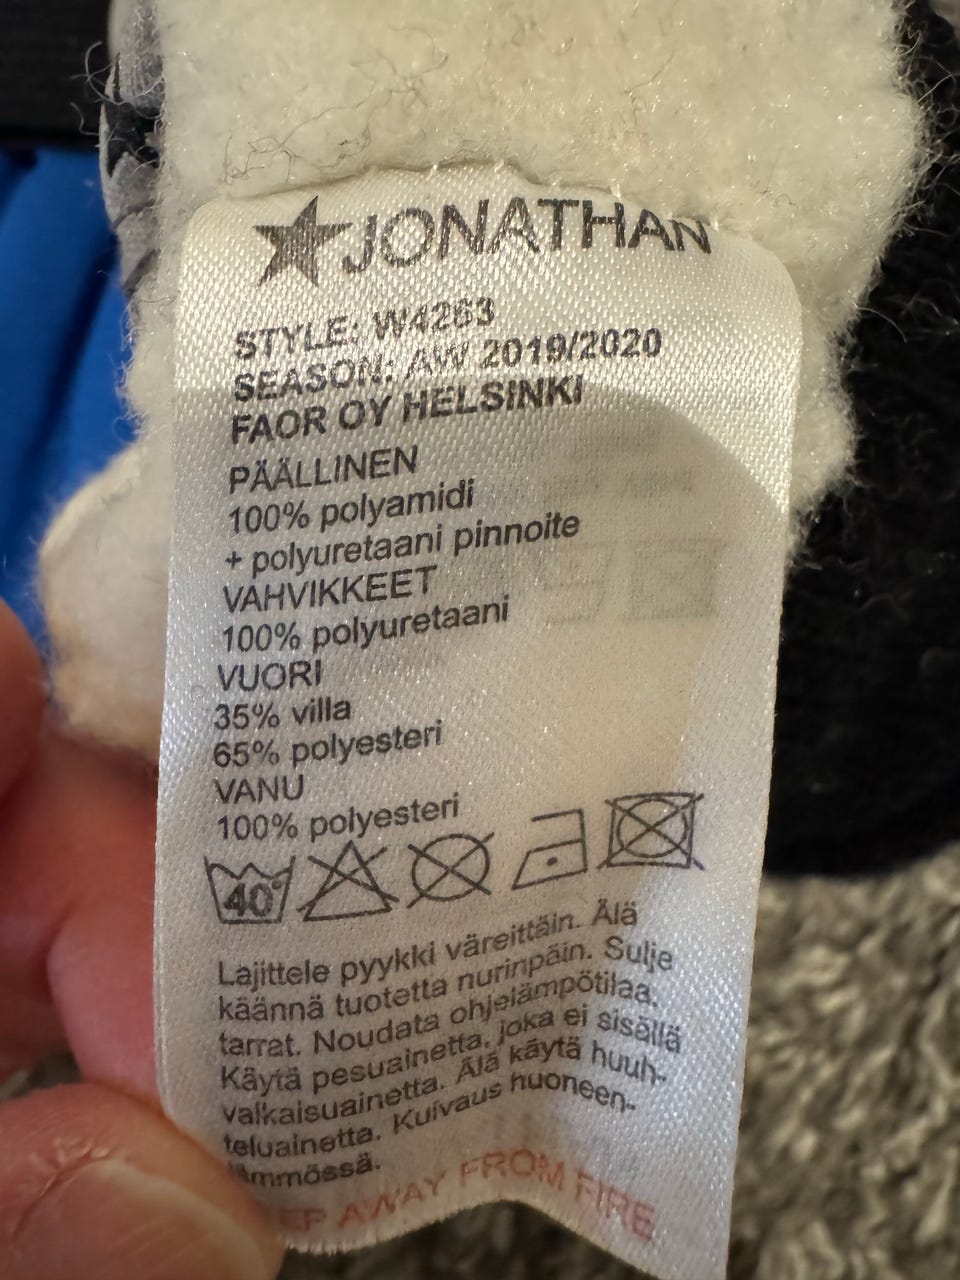 JONATHAN
STYLE: W4263
SEASON: AW 2019/2020
FAOR OY HELSINKI
PÄÄLLINEN
100% polyamidi
+ polyuretaani pinnoite
VAHVIKKEET
100% polyuretaani
VUORI
35% villa
65% polyesteri
VANU
100% polyesteri
40°
Lajittele pyykki väreittäin. Älä
käännä tuotetta nurinpäin. Sulje
tarrat. Noudata ohjelämpötilaa.
Käytä pesuainetta, joka ei sisällä
valkaisuainetta. Älä käytä huuh-
teluainetta. Kuivaus huoneen-
lämmössä.
EP AWAY FROM FIRE